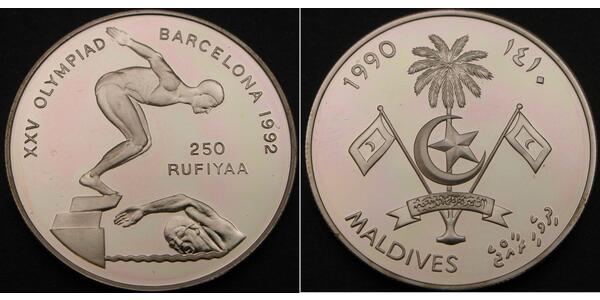 XXV OLYMPIAD BARCELONA 1992
250
RUFIYAA
1990
١٤١٠
MALDIVES